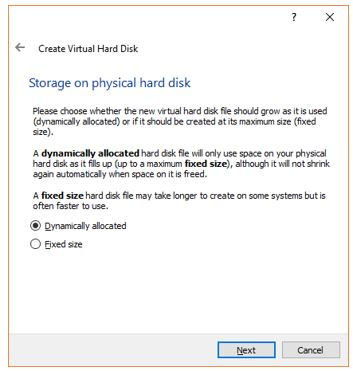 ?
Create Virtual Hard Disk
Storage on physical hard disk
Please choose whether the new virtual hard disk file should grow as it is used
(dynamically allocated) or if it should be created at its maximum size (fixed
size).
A dynamically allocated hard disk file will only use space on your physical
hard disk as it fills up (up to a maximum fixed size), although it will not shrink
again automatically when space on it is freed.
A fixed size hard disk file may take longer to create on some systems but is
often faster to use.
Dynamically allocated
Fixed size
Next Cancel